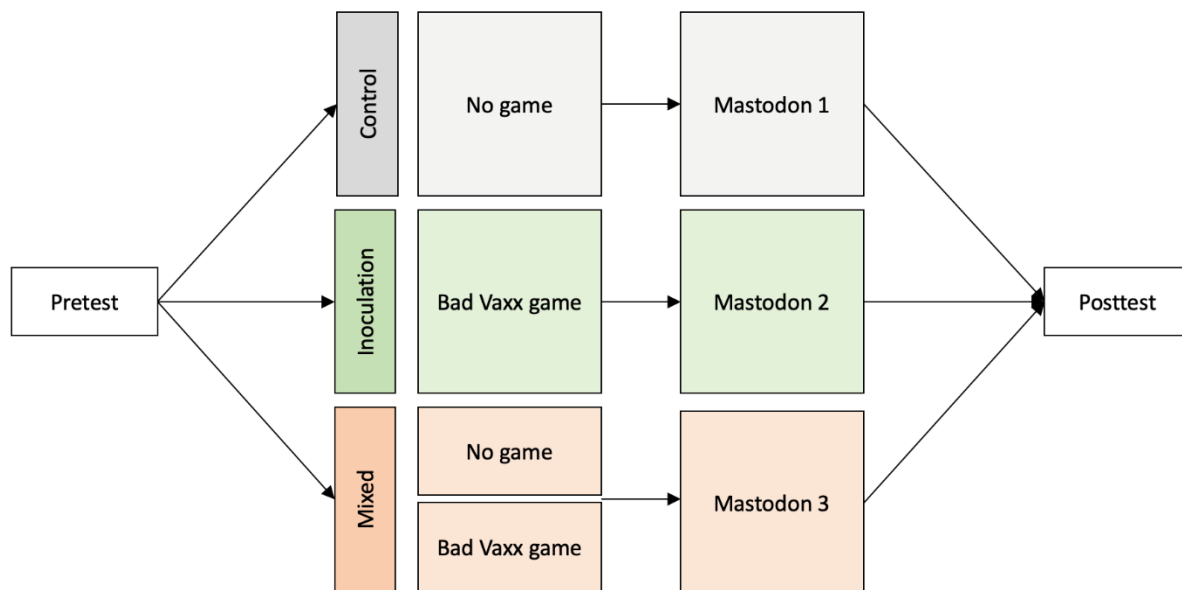 Pretest
Control
No game
Mastodon 1
Inoculation
Bad Vaxx game
Mastodon 2
Mixed
No game
Bad Vaxx game
Mastodon 3
Posttest